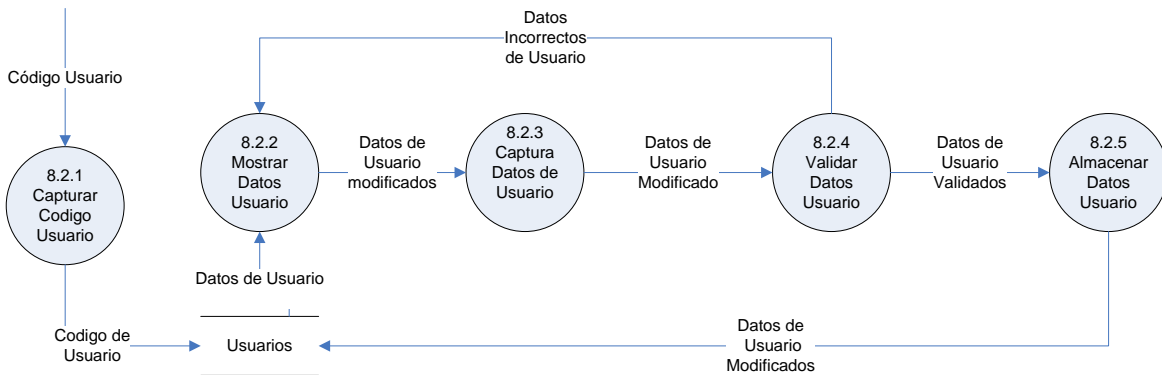 Datos
Incorrectos
de Usuario
Código Usuario
8.2.1
Capturar
Codigo
Usuario
8.2.2
Mostrar
Datos
Usuario
Datos de
Usuario
modificados
8.2.3
Captura
Datos de
Usuario
Datos de
Usuario
Modificado
8.2.4
Validar
Datos
Usuario
Datos de
Usuario
Validados
8.2.5
Almacenar
Datos
Usuario
Datos de Usuario
Codigo de
Usuario
Usuarios
Datos de
Usuario
Modificados